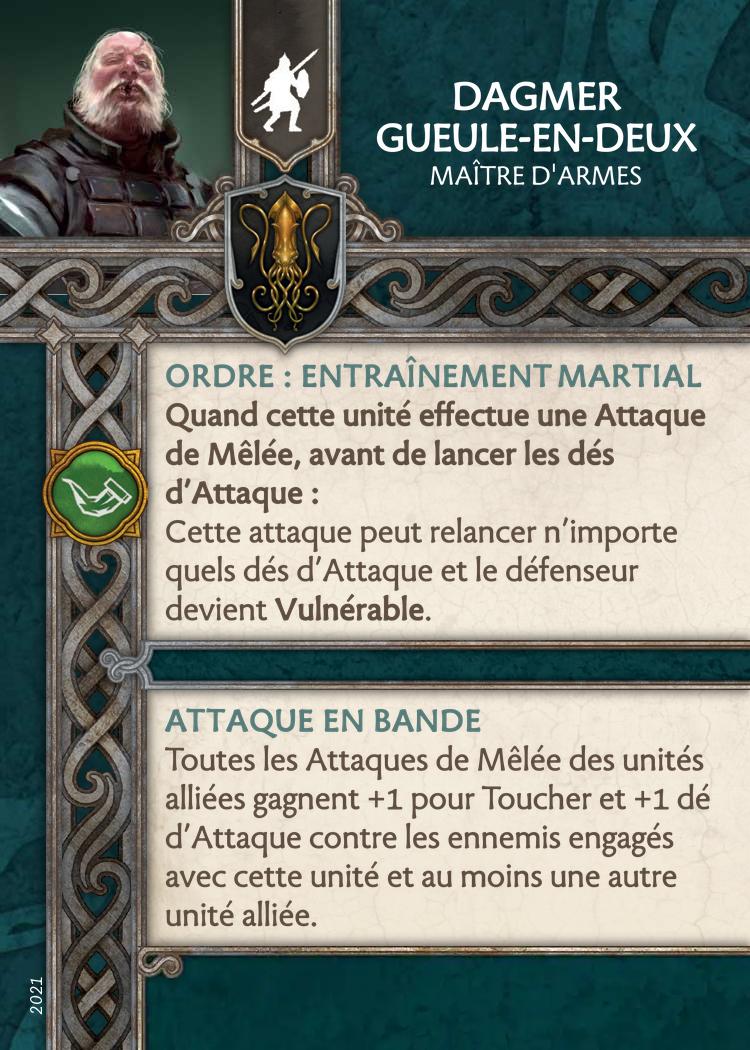 DAGMER
GUEULE-EN-DEUX
MAÎTRE D'ARMES
ORDRE : ENTRAÎNEMENT MARTIAL
Quand cette unité effectue une Attaque
de Mêlée, avant de lancer les dés
d’Attaque :
Cette attaque peut relancer n’importe
quels dés d’Attaque et le défenseur
devient Vulnérable.
ATTAQUE EN BANDE
Toutes les Attaques de Mêlée des unités
alliées gagnent +1 pour Toucher et +1 dé
d’Attaque contre les ennemis engagés
avec cette unité et au moins une autre
unité alliée.
2021